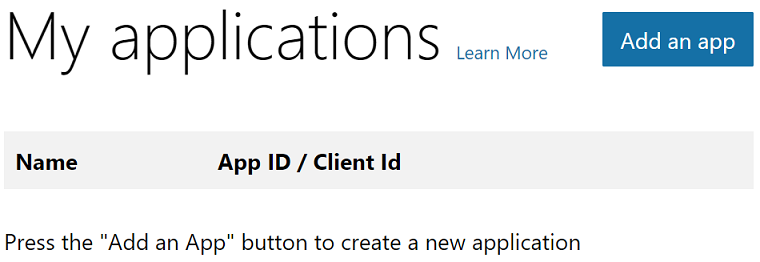 My applications Learn More Add an app
Name App ID / Client Id
Press the "Add an App" button to create a new application